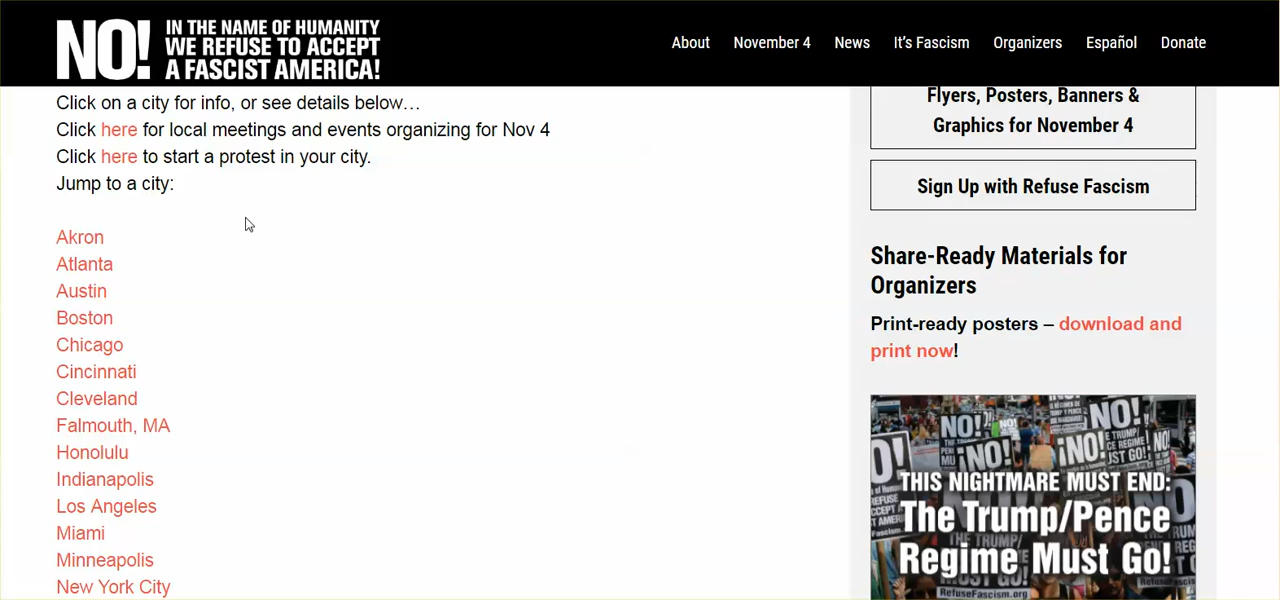 NO! IN THE NAME OF HUMANITY
WE REFUSE TO ACCEPT
A FASCIST AMERICA!
About November 4 News It's Fascism Organizers Español Donate
Click on a city for info, or see details below…
Click here for local meetings and events organizing for Nov 4
Click here to start a protest in your city.
Jump to a city:
Akron
Atlanta
Austin
Boston
Chicago
Cincinnati
Cleveland
Falmouth, MA
Honolulu
Indianapolis
Los Angeles
Miami
Minneapolis
New York City
Flyers, Posters, Banners &
Graphics for November 4
Sign Up with Refuse Fascism
Share-Ready Materials for
Organizers
Print-ready posters – download and
print now!
NO!
NO!
NO!
THIS NIGHTMARE MUST END:
The Trump/Pence
Regime Must Go!
RefuseFascism.org